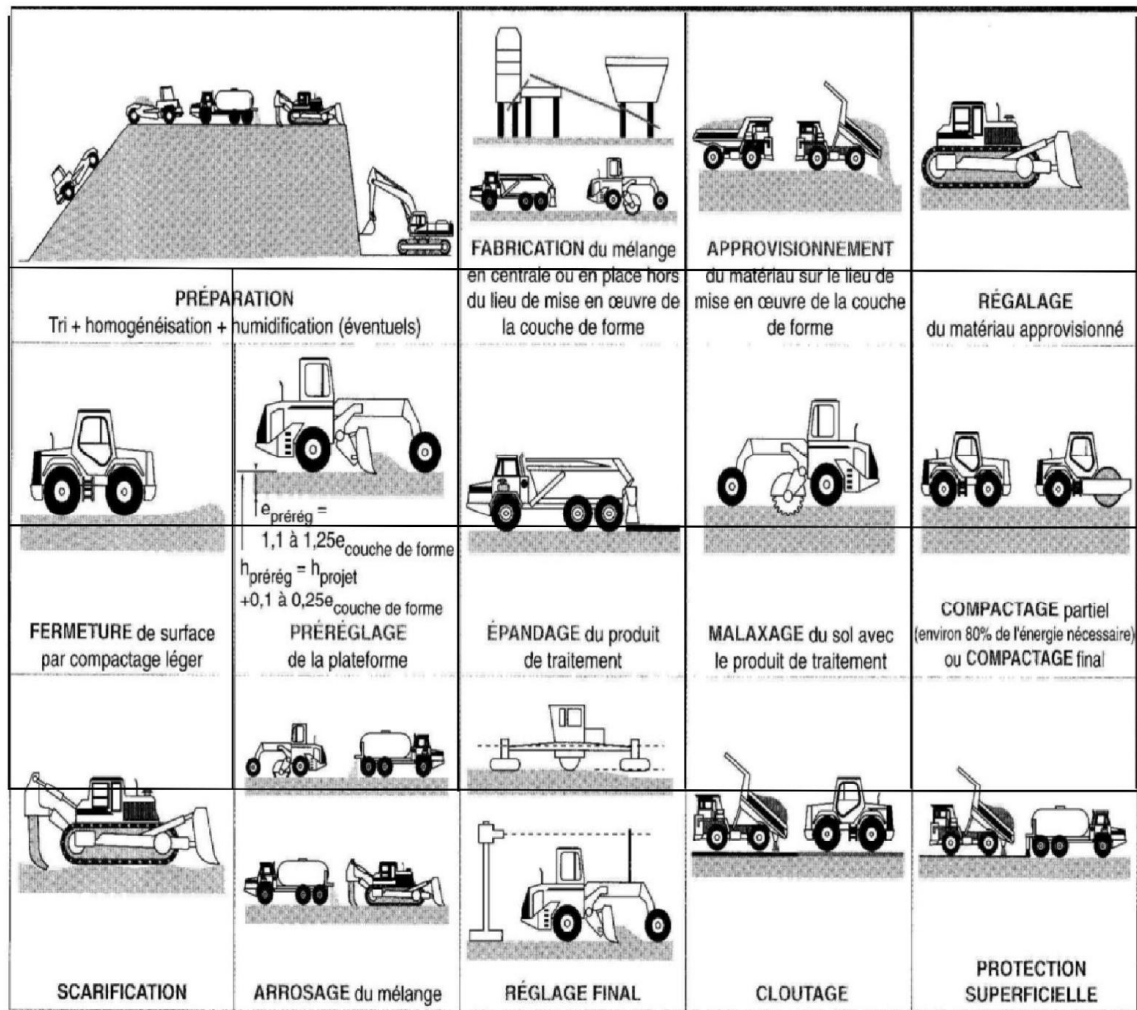 PRÉPARATION
Tri + homogénéisation + humidification (éventuels)
FABRICATION du mélange
en centrale ou en place hors
du lieu de mise en œuvre de
la couche de forme
APPROVISIONNEMENT
du matériau sur le lieu de
mise en œuvre de la couche
de forme
RÉGALAGE
du matériau approvisionné
FERMETURE de surface
par compactage léger
eprérég =
1,1 à 1,25ecouche de forme
hprérég = hprojet
+0,1 à 0,25ecouche de forme
PRÉRÉGLAGE
de la plateforme
ÉPANDAGE du produit
de traitement
MALAXAGE du sol avec
le produit de traitement
COMPACTAGE partiel
(environ 80% de l'énergie nécessaire)
ou COMPACTAGE final
SCARIFICATION
ARROSAGE du mélange
RÉGLAGE FINAL
CLOUTAGE
PROTECTION
SUPERFICIELLE